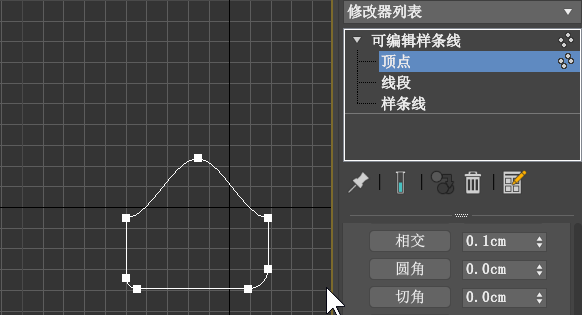 修改器列表
可编辑样条线
顶点
线段
样条线
相交 0.1cm
圆角 0.0cm
切角 0.0cm